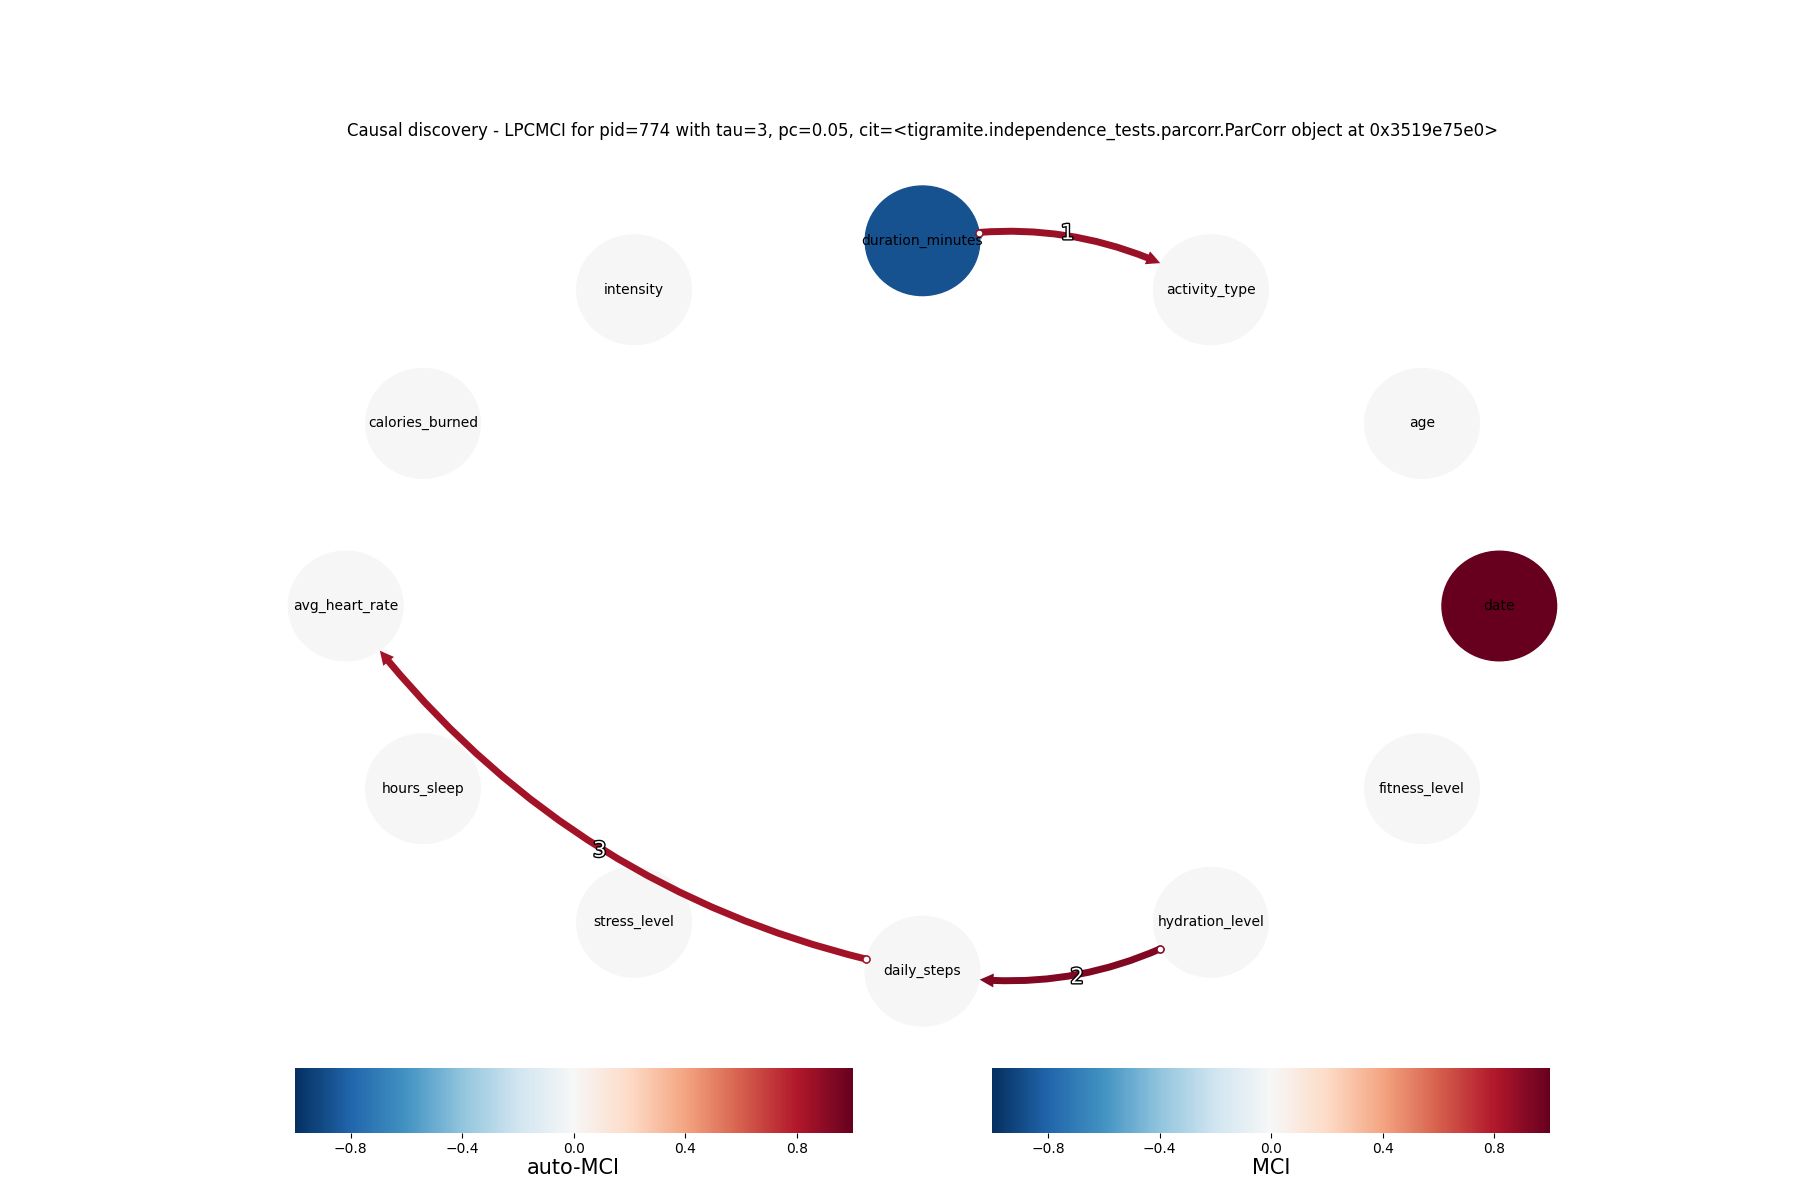 Causal discovery - LPCMCI for pid=774 with tau=3, pc=0.05, cit=<tigramite.independence_tests.parcorr.ParCorr object at 0x3519e75e0>
duration_minutes
1
intensity
activity_type
calories_burned
age
avg_heart_rate
date
hours_sleep
fitness_level
3
stress_level
hydration_level
daily_steps
2
−0.8 −0.4 0.0 0.4 0.8
auto-MCI
−0.8 −0.4 0.0 0.4 0.8
MCI